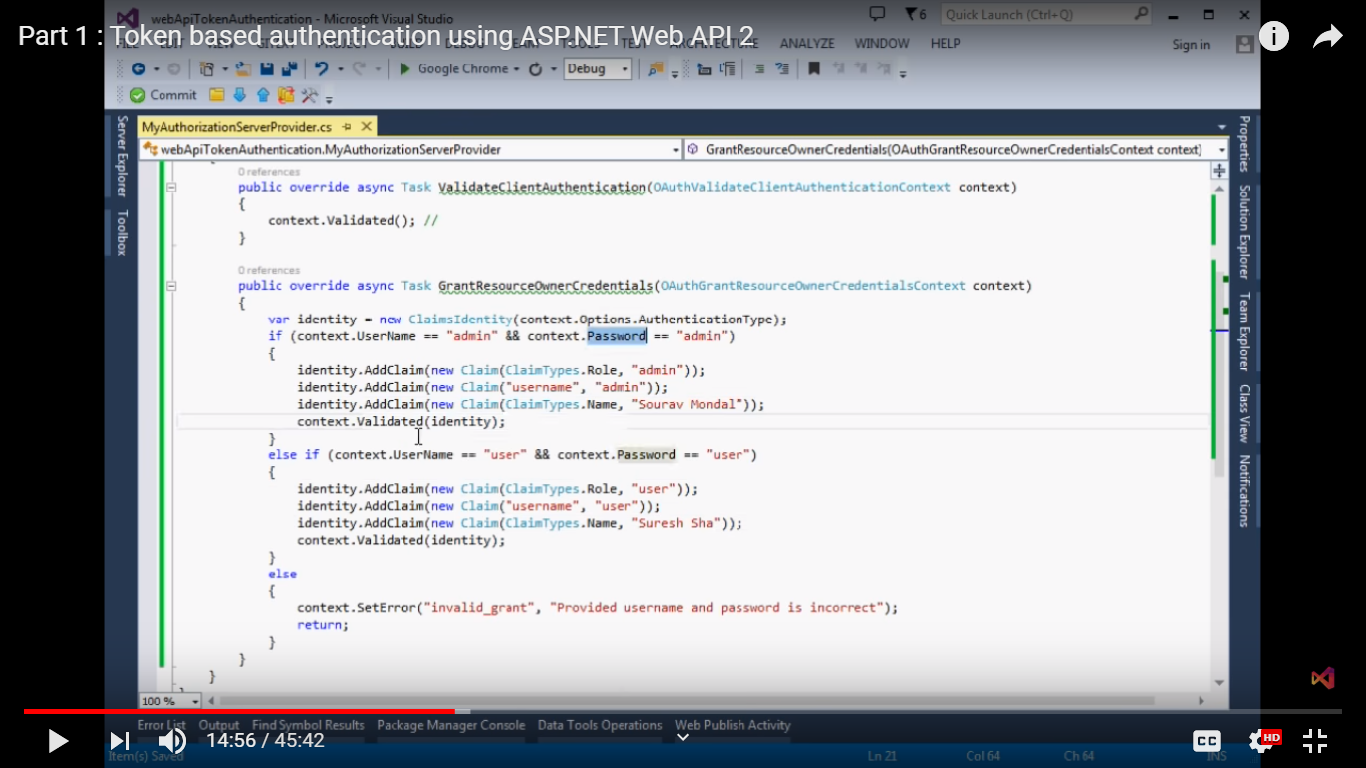 webApiTokenAuthentication - Microsoft Visual Studio
6
Quick Launch (Ctrl+Q)
Part 1 : Token based authentication using ASP.NET Web API 2
ARCHITECTURE ANALYZE WINDOW HELP
Sign in
Google Chrome
Debug
Commit
MyAuthorizationServerProvider.cs
webApiTokenAuthentication.MyAuthorizationServerProvider
GrantResourceOwnerCredentials(OAuthGrantResourceOwnerCredentialsContext context)
Server Explorer
Toolbox
Properties
Solution Explorer
Team Explorer
Class View
Notifications
0 references
public override async Task ValidateClientAuthentication(OAuthValidateClientAuthenticationContext context)
{
context.Validated(); //
}
0 references
public override async Task GrantResourceOwnerCredentials(OAuthGrantResourceOwnerCredentialsContext context)
{
var identity = new ClaimsIdentity(context.Options.AuthenticationType);
if (context.UserName == "admin" && context.Password == "admin")
{
identity.AddClaim(new Claim(ClaimTypes.Role, "admin"));
identity.AddClaim(new Claim("username", "admin"));
identity.AddClaim(new Claim(ClaimTypes.Name, "Sourav Mondal"));
context.Validated(identity);
}
else if (context.UserName == "user" && context.Password == "user")
{
identity.AddClaim(new Claim(ClaimTypes.Role, "user"));
identity.AddClaim(new Claim("username", "user"));
identity.AddClaim(new Claim(ClaimTypes.Name, "Suresh Sha"));
context.Validated(identity);
}
else
{
context.SetError("invalid_grant", "Provided username and password is incorrect");
return;
}
}
}
100 %
Error List Output Find Symbol Results Package Manager Console Data Tools Operations Web Publish Activity
14:56 / 45:42
CC
HD
Item(s) Saved
Ln 21
Col 64
Ch 64
INS